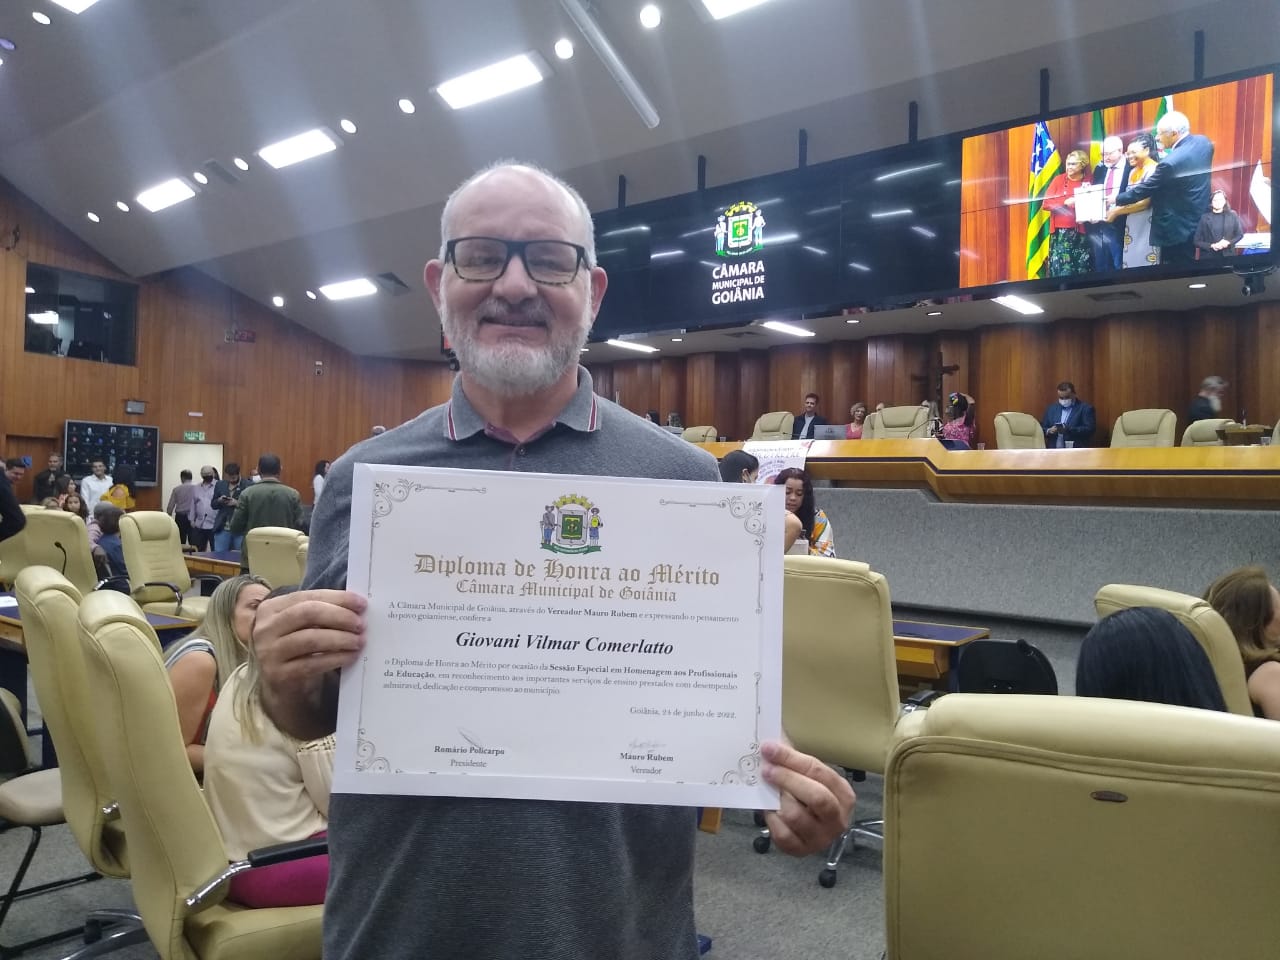 CÂMARA
MUNICIPAL DE
GOIÂNIA
Diploma de Honra ao Mérito
Câmara Municipal de Goiânia
A Câmara Municipal de Goiânia, através do Vereador Mauro Rubem e expressando o pensamento
do povo goianiense, confere a
Giovani Vilmar Comerlatto
o Diploma de Honra ao Mérito por ocasião da Sessão Especial em Homenagem aos Profissionais
da Educação, em reconhecimento aos importantes serviços de ensino prestados com desempenho
admirável, dedicação e compromisso ao município.
Goiânia, 24 de junho de 2022.
Romário Policarpo
Presidente
Mauro Rubem
Vereador